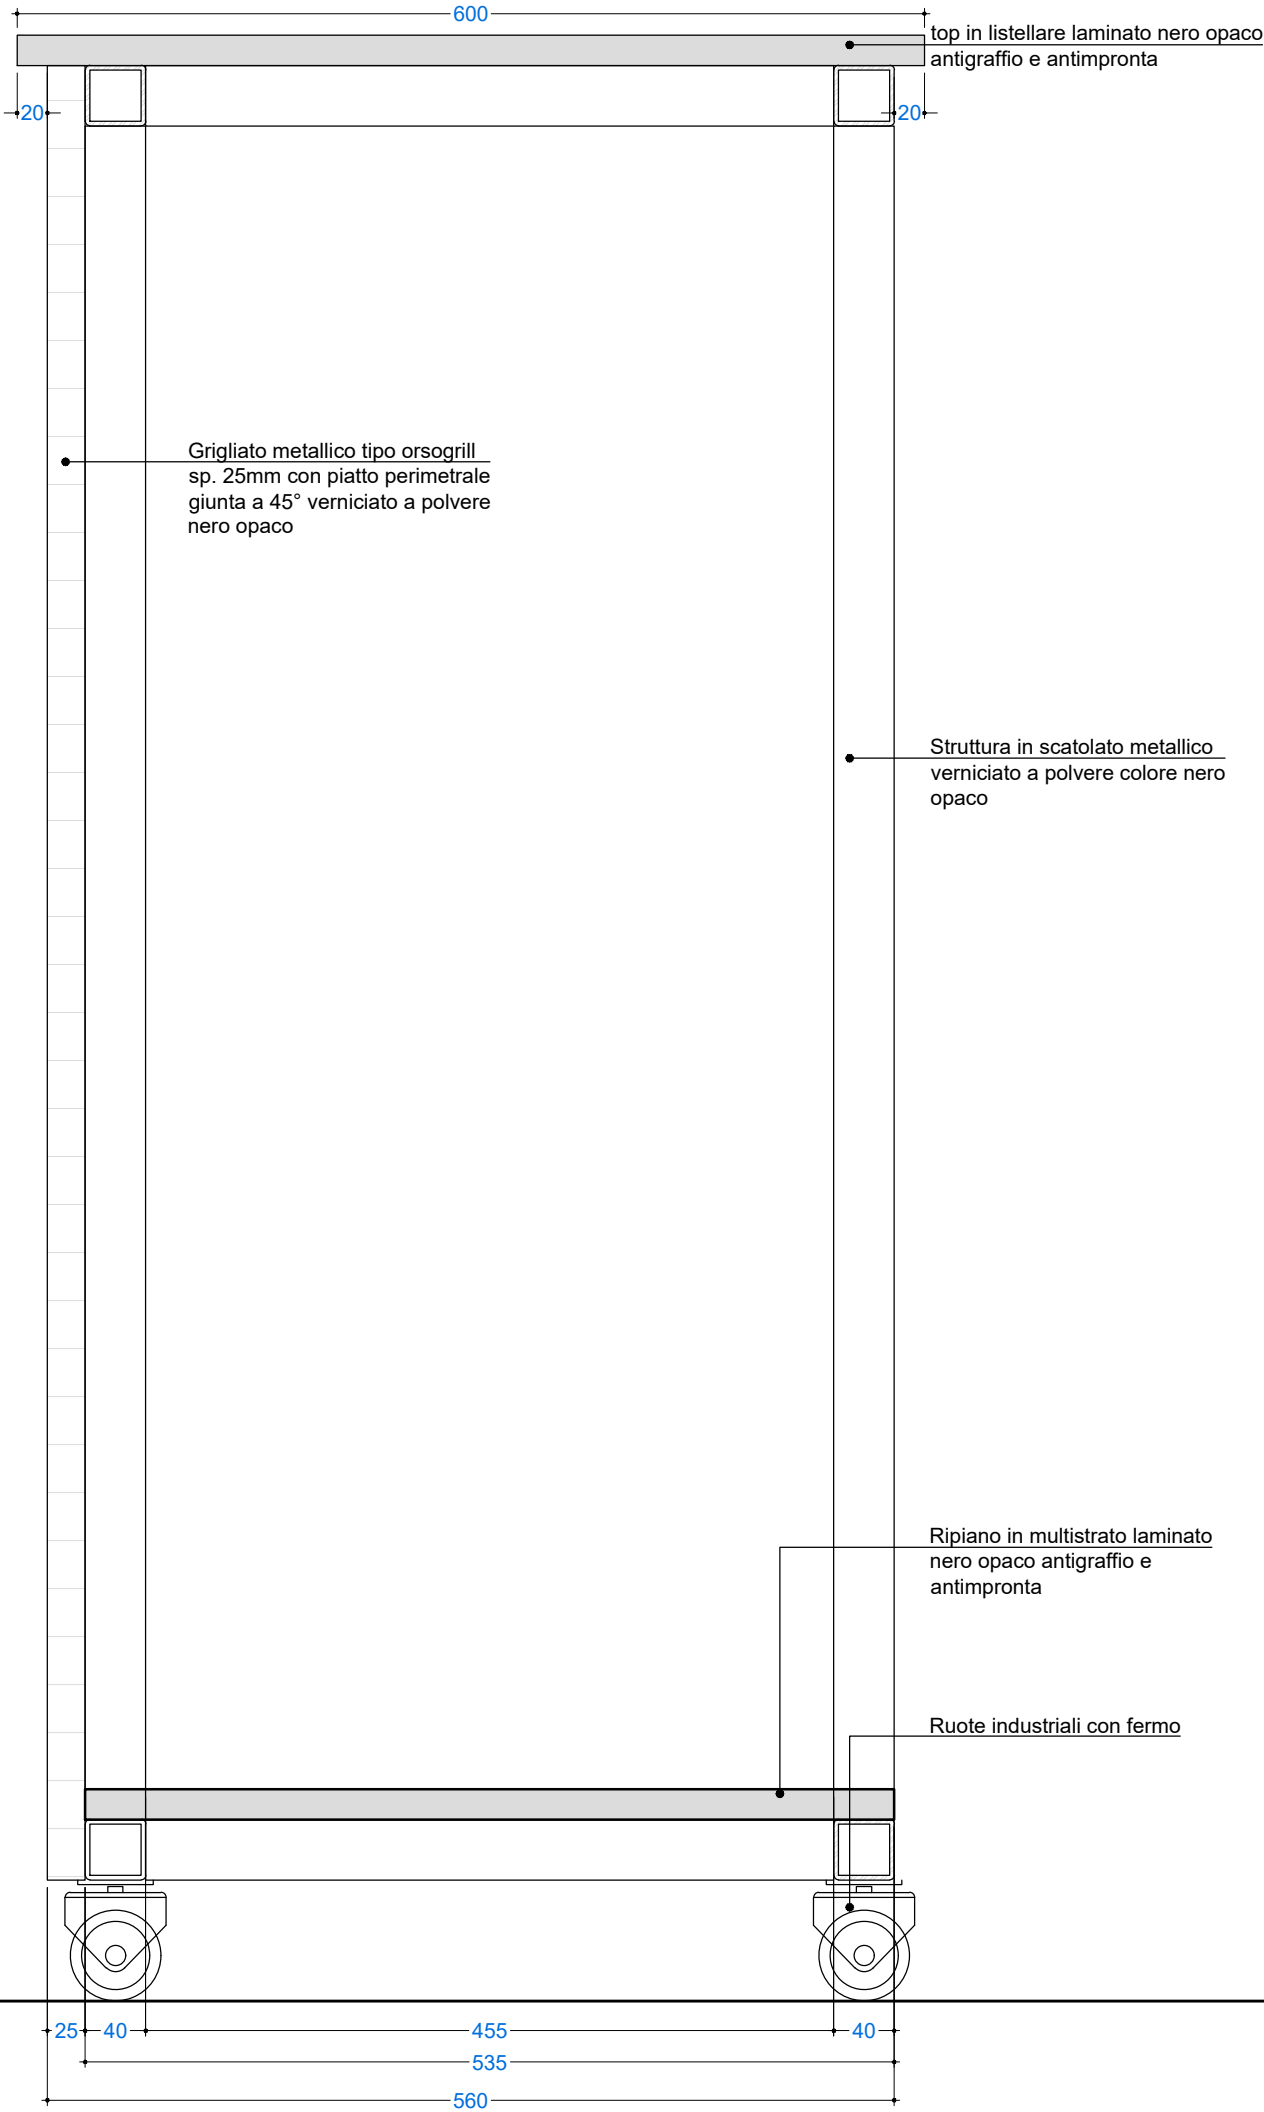 600
top in listellare laminato nero opaco
antigraffio e antimpronta
20
20
Grigliato metallico tipo orsogrill
sp. 25mm con piatto perimetrale
giunta a 45° verniciato a polvere
nero opaco
Struttura in scatolato metallico
verniciato a polvere colore nero
opaco
Ripiano in multistrato laminato
nero opaco antigraffio e
antimpronta
Ruote industriali con fermo
25 40 455 40
535
560